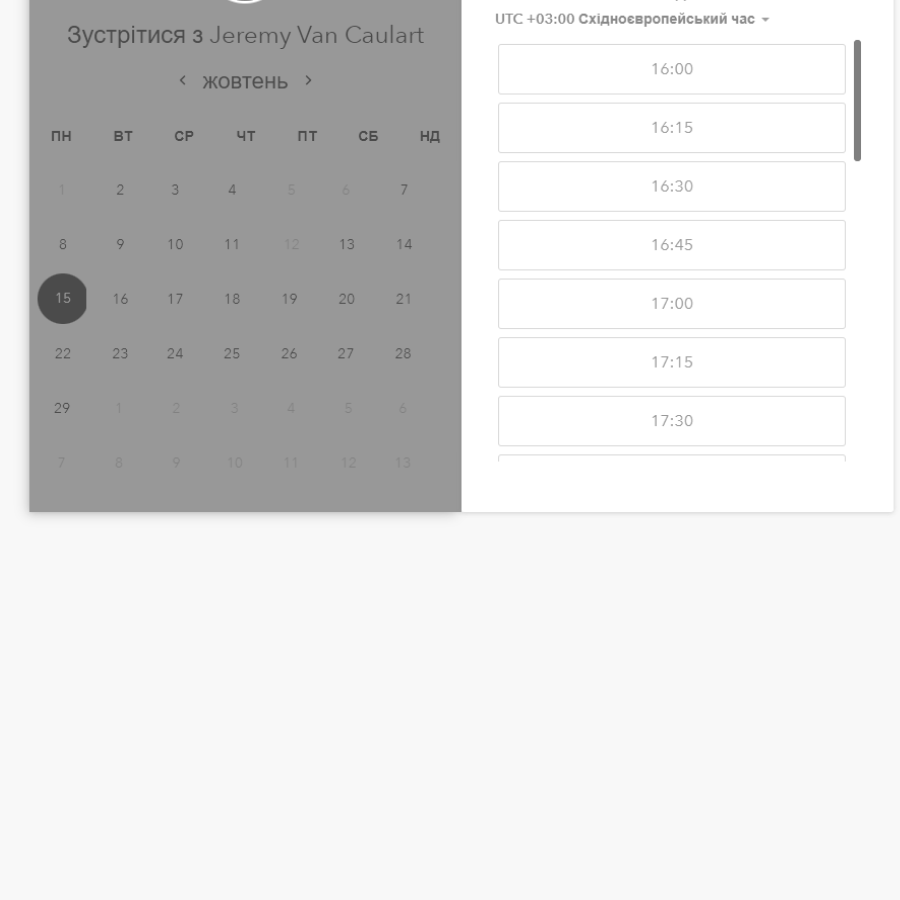 Зустрітися з Jeremy Van Caulart
жовтень
ПН ВТ СР ЧТ ПТ СБ НД
1 2 3 4 5 6 7
8 9 10 11 12 13 14
15 16 17 18 19 20 21
22 23 24 25 26 27 28
29 1 2 3 4 5 6
7 8 9 10 11 12 13
UTC +03:00 Східноєвропейський час
16:00
16:15
16:30
16:45
17:00
17:15
17:30